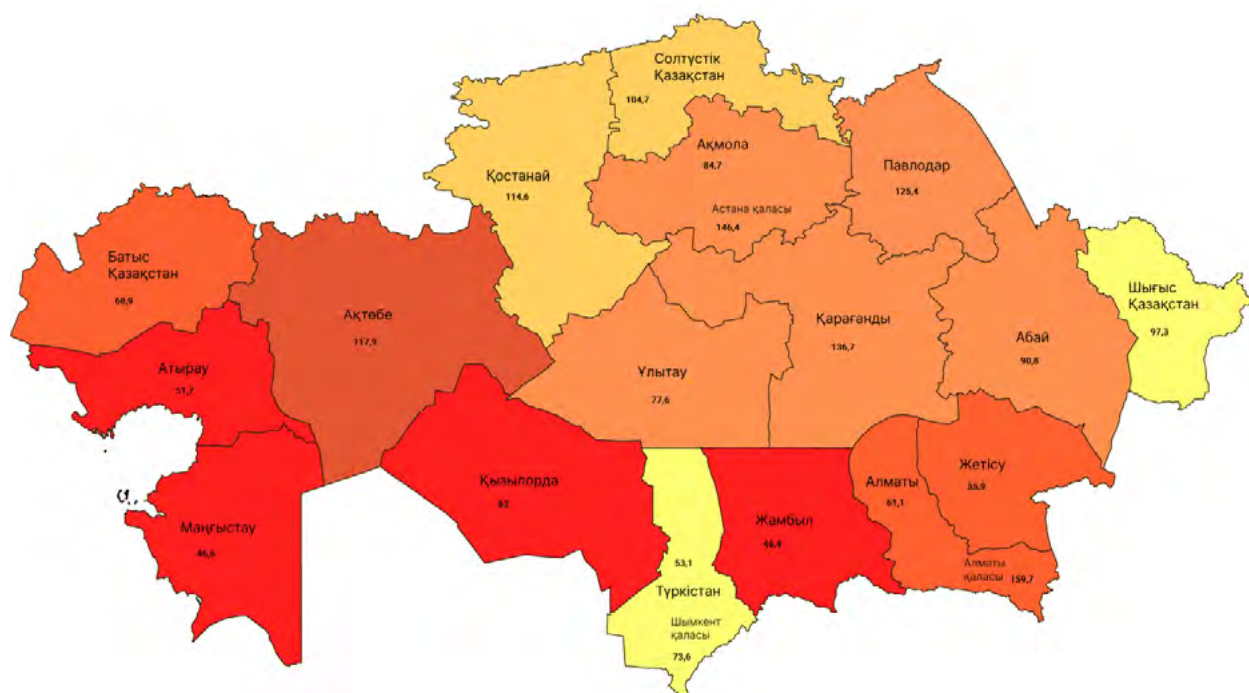 Солтүстік
Қазақстан
104,7
Ақмола
84,7
Павлодар
125,4
Қостанай
114,6
Астана қаласы
146,4
Батыс
Қазақстан
60,9
Шығыс
Қазақстан
97,3
Ақтөбе
117,9
Қарағанды
136,7
Абай
90,8
Атырау
51,7
Ұлытау
77,6
Жетісу
55,9
Қызылорда
62
Алматы
61,1
Маңғыстау
46,6
Жамбыл
46,4
53,1
Түркістан
Алматы
қаласы
159,7
Шымкент
қаласы
73,6